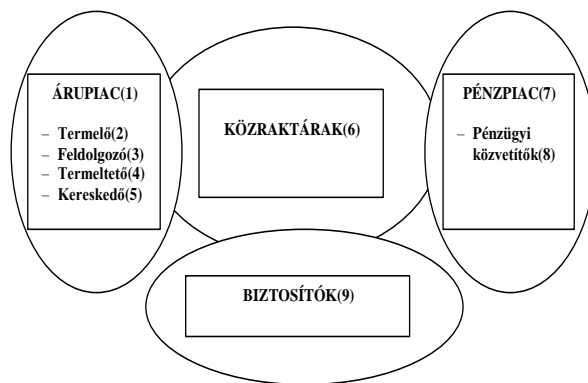 ÁRUPIAC(1)
– Termelő(2)
– Feldolgozó(3)
– Termeltető(4)
– Kereskedő(5)
KÖZRAKTÁRAK(6)
PÉNZPIAC(7)
– Pénzügyi
közvetítők(8)
BIZTOSÍTÓK(9)